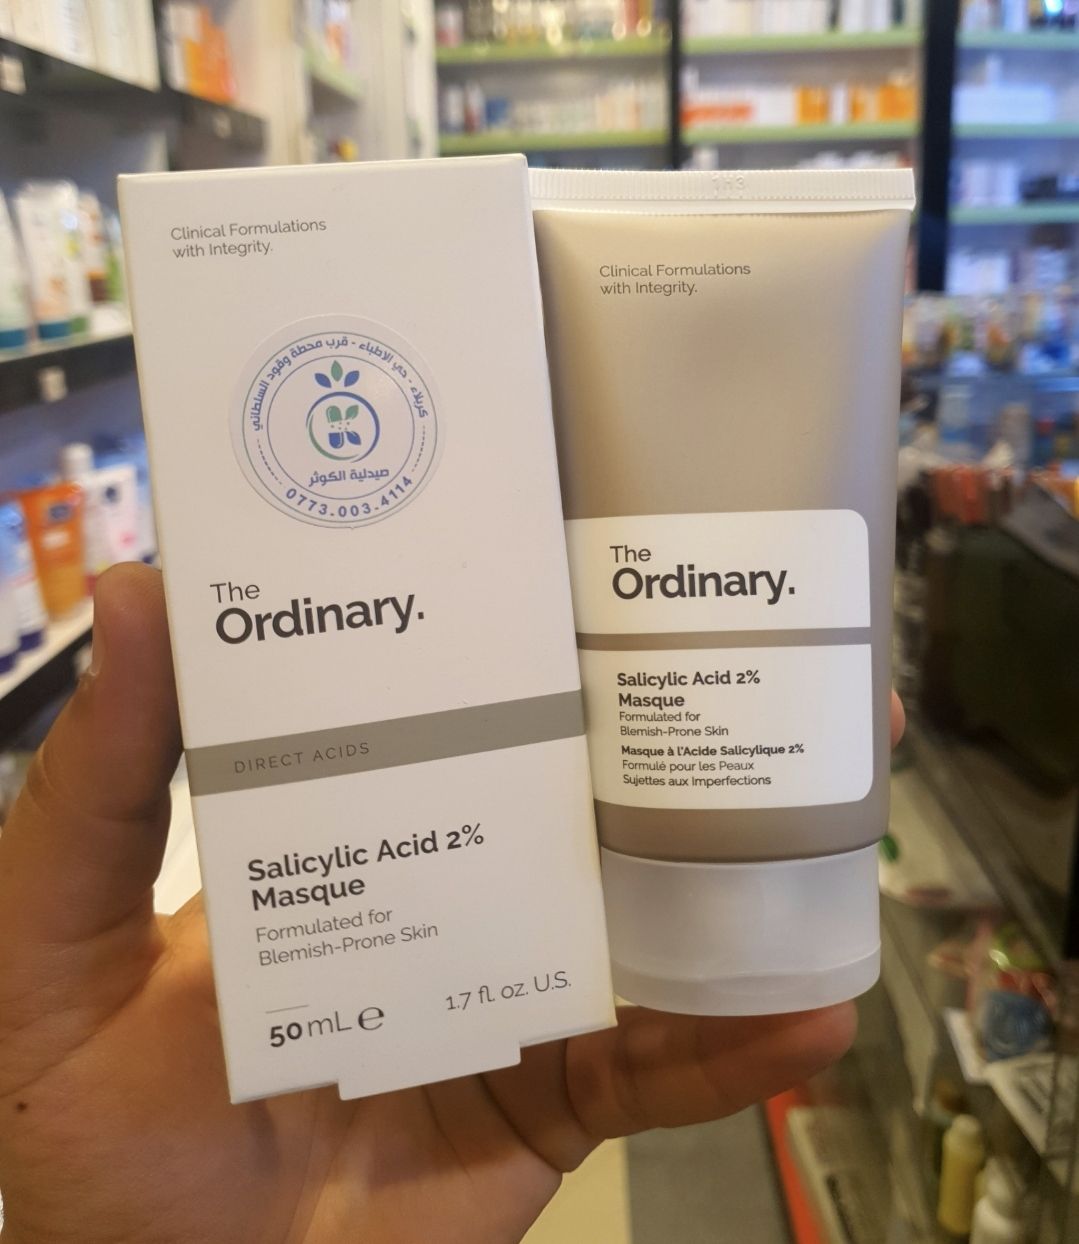 Clinical Formulations
with Integrity.
كربلاء - حي الاطباء - قرب محطة وقود السلطاني
صيدلية الكوثر
0773.003.4114
The
Ordinary.
DIRECT ACIDS
Salicylic Acid 2%
Masque
Formulated for
Blemish-Prone Skin
50 mL e
1.7 fl. oz. U.S.
Clinical Formulations
with Integrity.
The
Ordinary.
Salicylic Acid 2%
Masque
Formulated for
Blemish-Prone Skin
Masque à l'Acide Salicylique 2%
Formulé pour les Peaux
Sujettes aux Imperfections